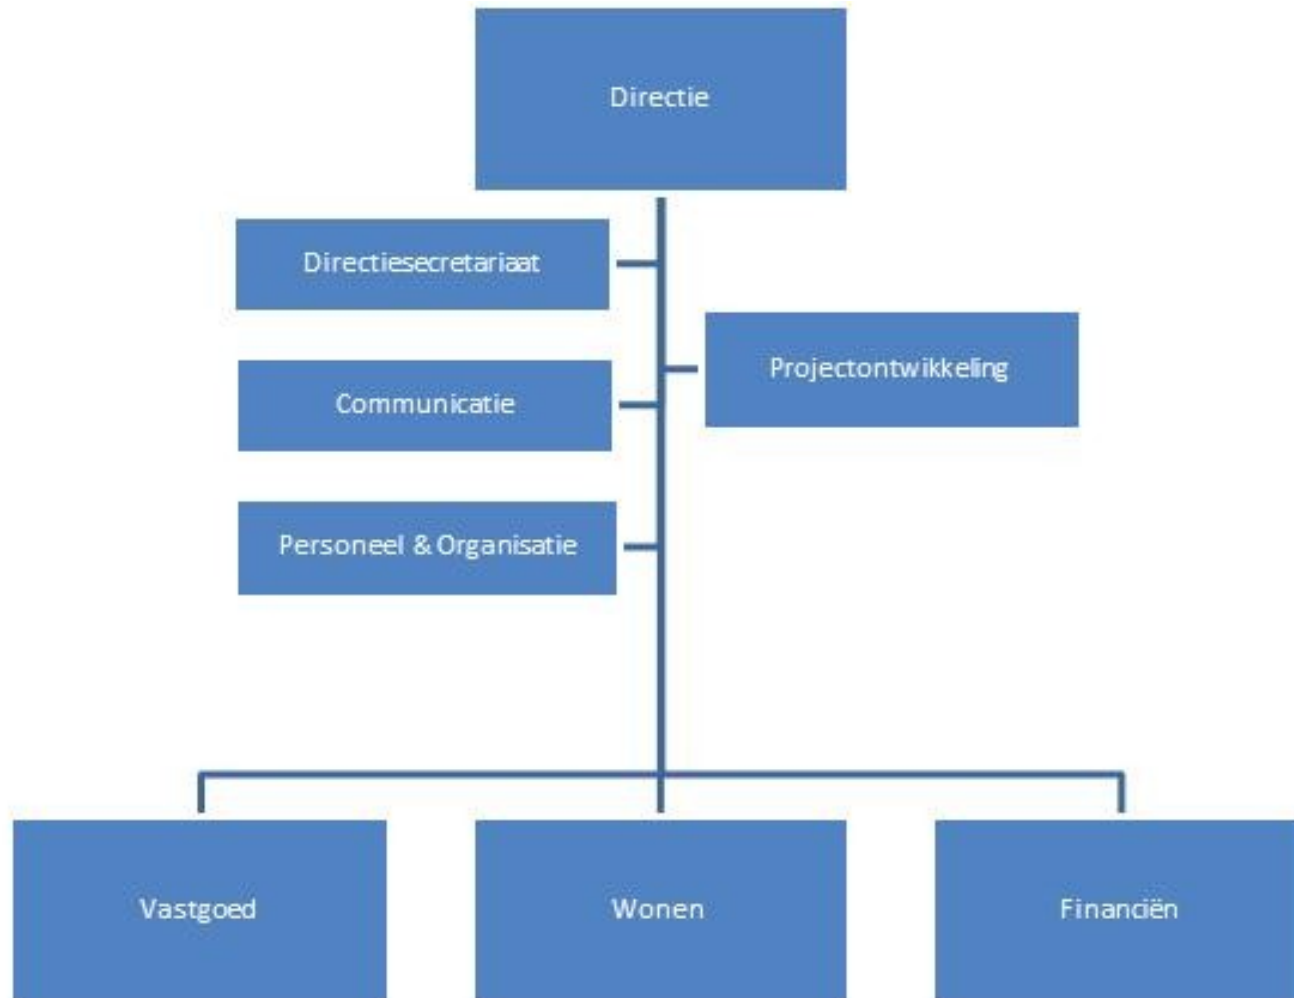 Directie
Directiesecretariaat
Projectontwikkeling
Communicatie
Personeel & Organisatie
Vastgoed
Wonen
Financiën